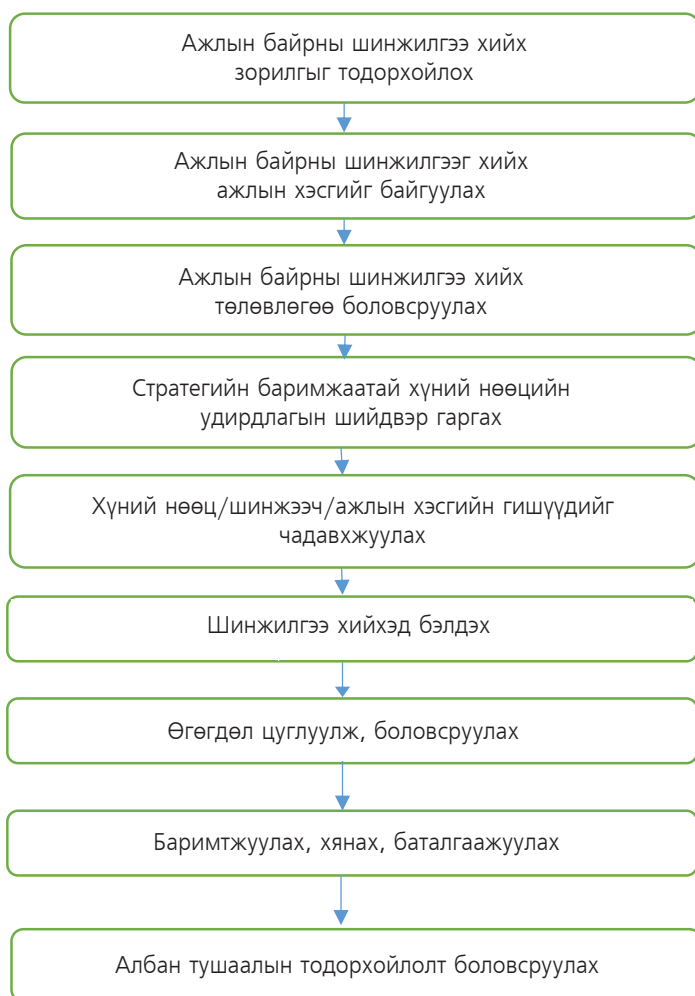 Ажлын байрны шинжилгээ хийх
зорилгыг тодорхойлох
Ажлын байрны шинжилгээг хийх
ажлын хэсгийг байгуулах
Ажлын байрны шинжилгээ хийх
төлөвлөгөө боловсруулах
Стратегийн баримжаатай хүний нөөцийн
удирдлагын шийдвэр гаргах
Хүний нөөц/шинжээч/ажлын хэсгийн гишүүдийг
чадавхжуулах
Шинжилгээ хийхэд бэлдэх
Өгөгдөл цуглуулж, боловсруулах
Баримтжуулах, хянах, баталгаажуулах
Албан тушаалын тодорхойлолт боловсруулах